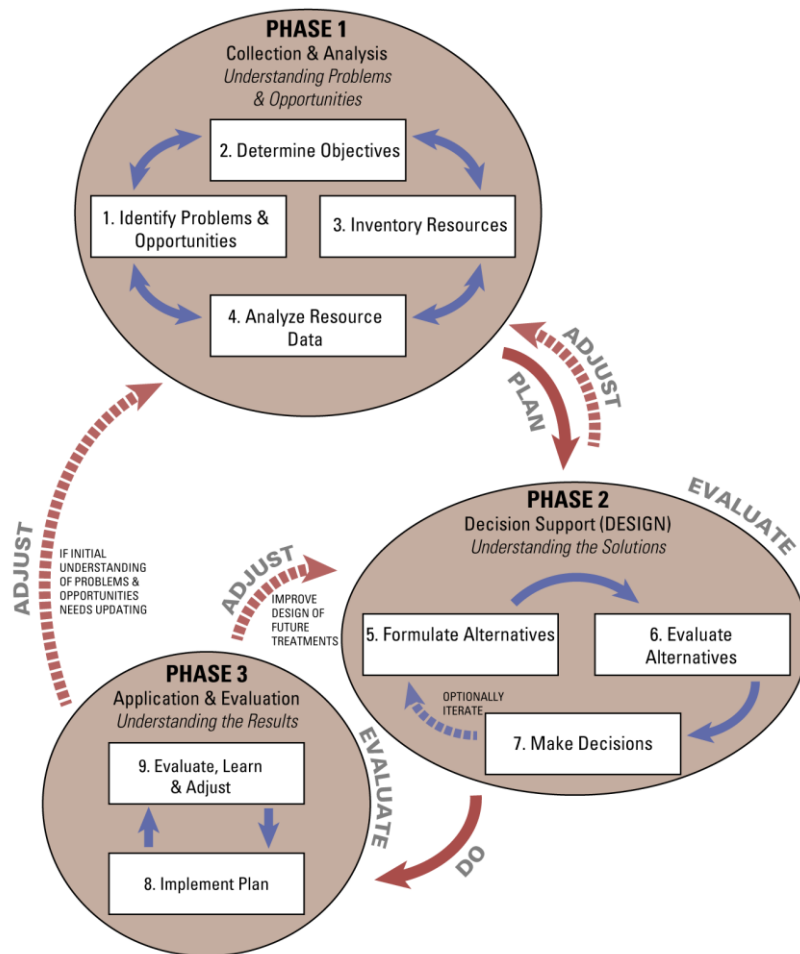 PHASE 1
Collection & Analysis
Understanding Problems
& Opportunities
2. Determine Objectives
1. Identify Problems &
Opportunities
3. Inventory Resources
4. Analyze Resource
Data
ADJUST
PLAN
EVALUATE
PHASE 2
Decision Support (DESIGN)
Understanding the Solutions
5. Formulate Alternatives
6. Evaluate
Alternatives
OPTIONALLY
ITERATE
7. Make Decisions
ADJUST
IF INITIAL
UNDERSTANDING
OF PROBLEMS &
OPPORTUNITIES
NEEDS UPDATING
ADJUST
IMPROVE
DESIGN OF
FUTURE
TREATMENTS
PHASE 3
Application & Evaluation
Understanding the Results
9. Evaluate, Learn
& Adjust
8. Implement Plan
EVALUATE
DO